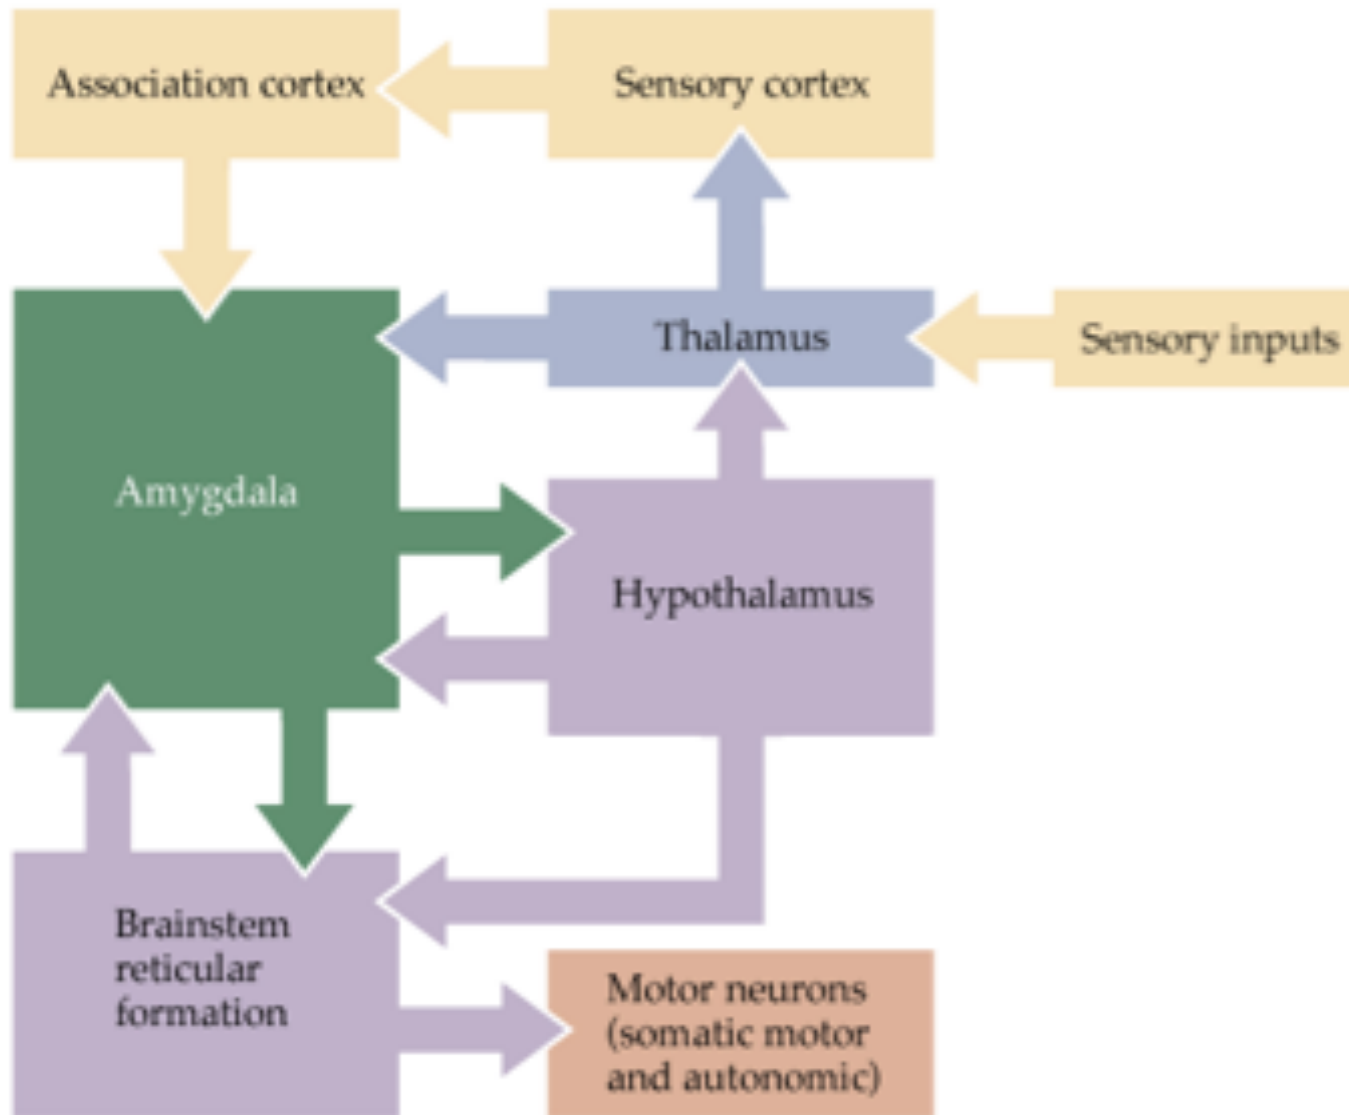 Association cortex
Sensory cortex
Thalamus
Sensory inputs
Amygdala
Hypothalamus
Brainstem
reticular
formation
Motor neurons
(somatic motor
and autonomic)